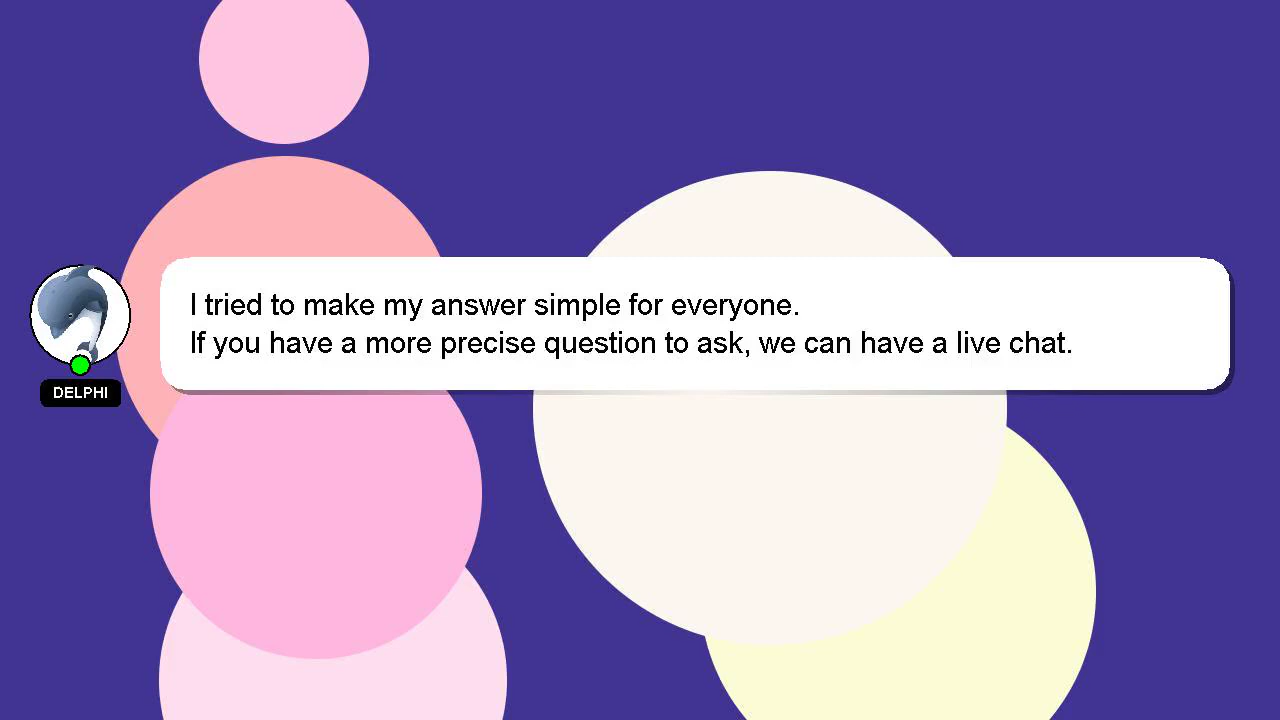 I tried to make my answer simple for everyone.
If you have a more precise question to ask, we can have a live chat.
DELPHI